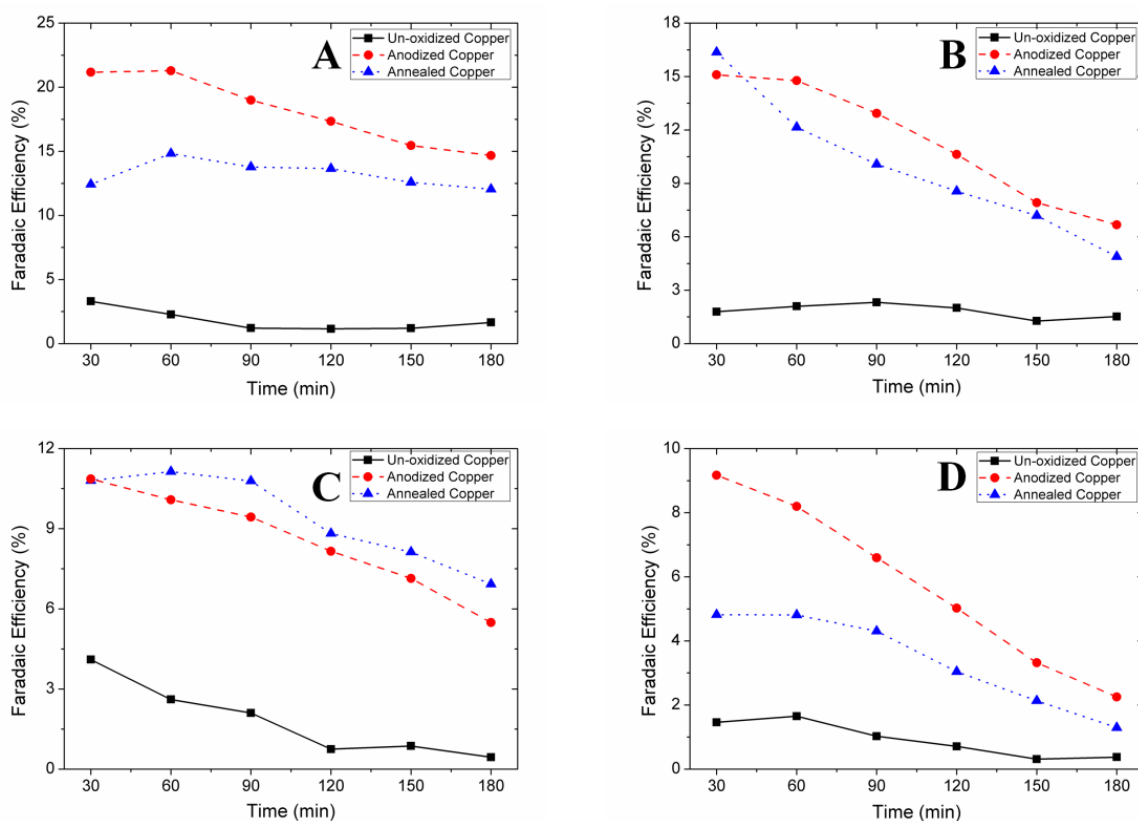 25
20
15
10
5
0
Faradaic Efficiency (%)
A
Un-oxidized Copper
Anodized Copper
Annealed Copper
30 60 90 120 150 180
Time (min)
18
15
12
9
6
3
0
Faradaic Efficiency (%)
B
Un-oxidized Copper
Anodized Copper
Annealed Copper
30 60 90 120 150 180
Time (min)
12
9
6
3
0
Faradaic Efficiency (%)
C
Un-oxidized Copper
Anodized Copper
Annealed Copper
30 60 90 120 150 180
Time (min)
10
8
6
4
2
0
Faradaic Efficiency (%)
D
Un-oxidized Copper
Anodized Copper
Annealed Copper
30 60 90 120 150 180
Time (min)